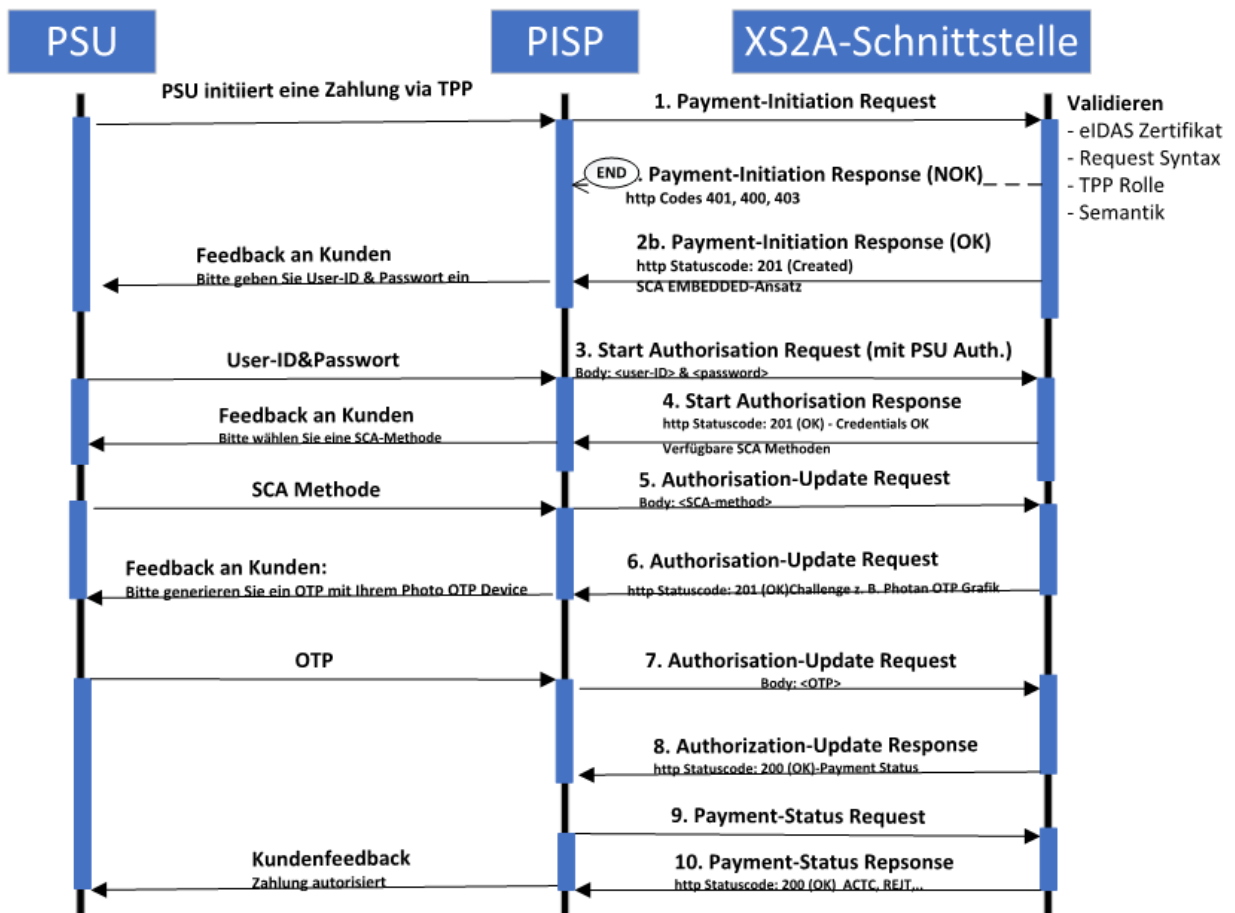 PSU
PISP
XS2A-Schnittstelle
PSU initiiert eine Zahlung via TPP
1. Payment-Initiation Request
Validieren
- eIDAS Zertifikat
- Request Syntax
- TPP Rolle
- Semantik
END
. Payment-Initiation Response (NOK)
http Codes 401, 400, 403
2b. Payment-Initiation Response (OK)
http Statuscode: 201 (Created)
SCA EMBEDDED-Ansatz
Feedback an Kunden
Bitte geben Sie User-ID & Passwort ein
User-ID&Passwort
3. Start Authorisation Request (mit PSU Auth.)
Body: <user-ID> & <password>
4. Start Authorisation Response
http Statuscode: 201 (OK) - Credentials OK
Verfügbare SCA Methoden
Feedback an Kunden
Bitte wählen Sie eine SCA-Methode
SCA Methode
5. Authorisation-Update Request
Body: <SCA-method>
6. Authorisation-Update Request
http Statuscode: 201 (OK)Challenge z. B. Photan OTP Grafik
Feedback an Kunden:
Bitte generieren Sie ein OTP mit Ihrem Photo OTP Device
OTP
7. Authorisation-Update Request
Body: <OTP>
8. Authorization-Update Response
http Statuscode: 200 (OK)-Payment Status
9. Payment-Status Request
Kundenfeedback
Zahlung autorisiert
10. Payment-Status Repsonse
http Statuscode: 200 (OK) ACTC, REJT,...